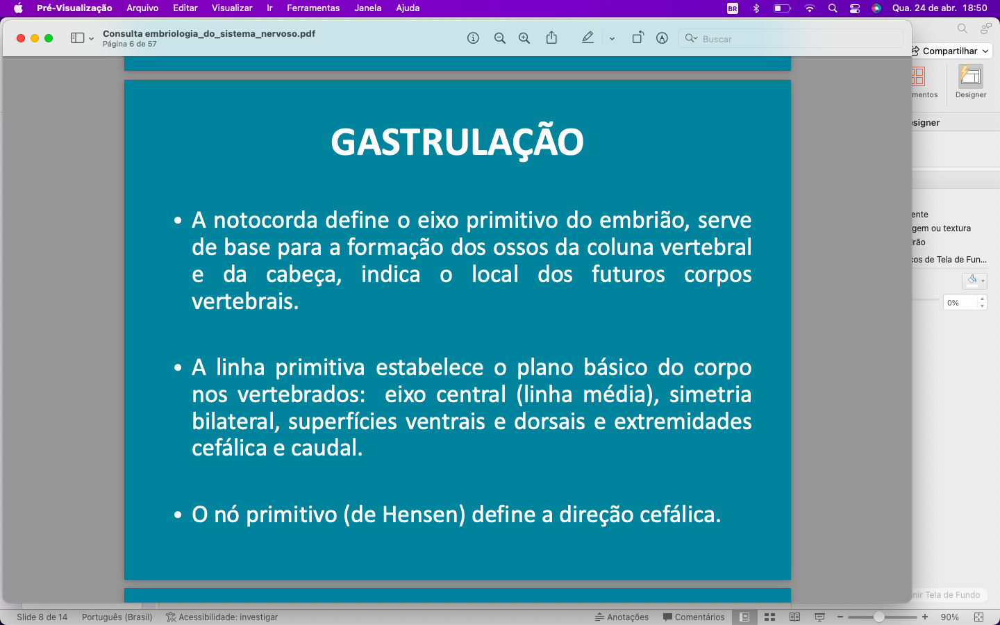 Pré-Visualização Arquivo Editar Visualizar Ir Ferramentas Janela Ajuda BR Qua. 24 de abr. 18:50
Consulta embriologia_do_sistema_nervoso.pdf
Página 6 de 57
Buscar
Compartilhar
mentos Designer
esigner
GASTRULAÇÃO
• A notocorda define o eixo primitivo do embrião, serve
de base para a formação dos ossos da coluna vertebral
e da cabeça, indica o local dos futuros corpos
vertebrais.
• A linha primitiva estabelece o plano básico do corpo
nos vertebrados: eixo central (linha média), simetria
bilateral, superfícies ventrais e dorsais e extremidades
cefálica e caudal.
• O nó primitivo (de Hensen) define a direção cefálica.
ente
gem ou textura
rão
cos de Tela de Fun...
0%
nir Tela de Fundo
Slide 8 de 14 Português (Brasil) Acessibilidade: investigar Anotações Comentários 90%